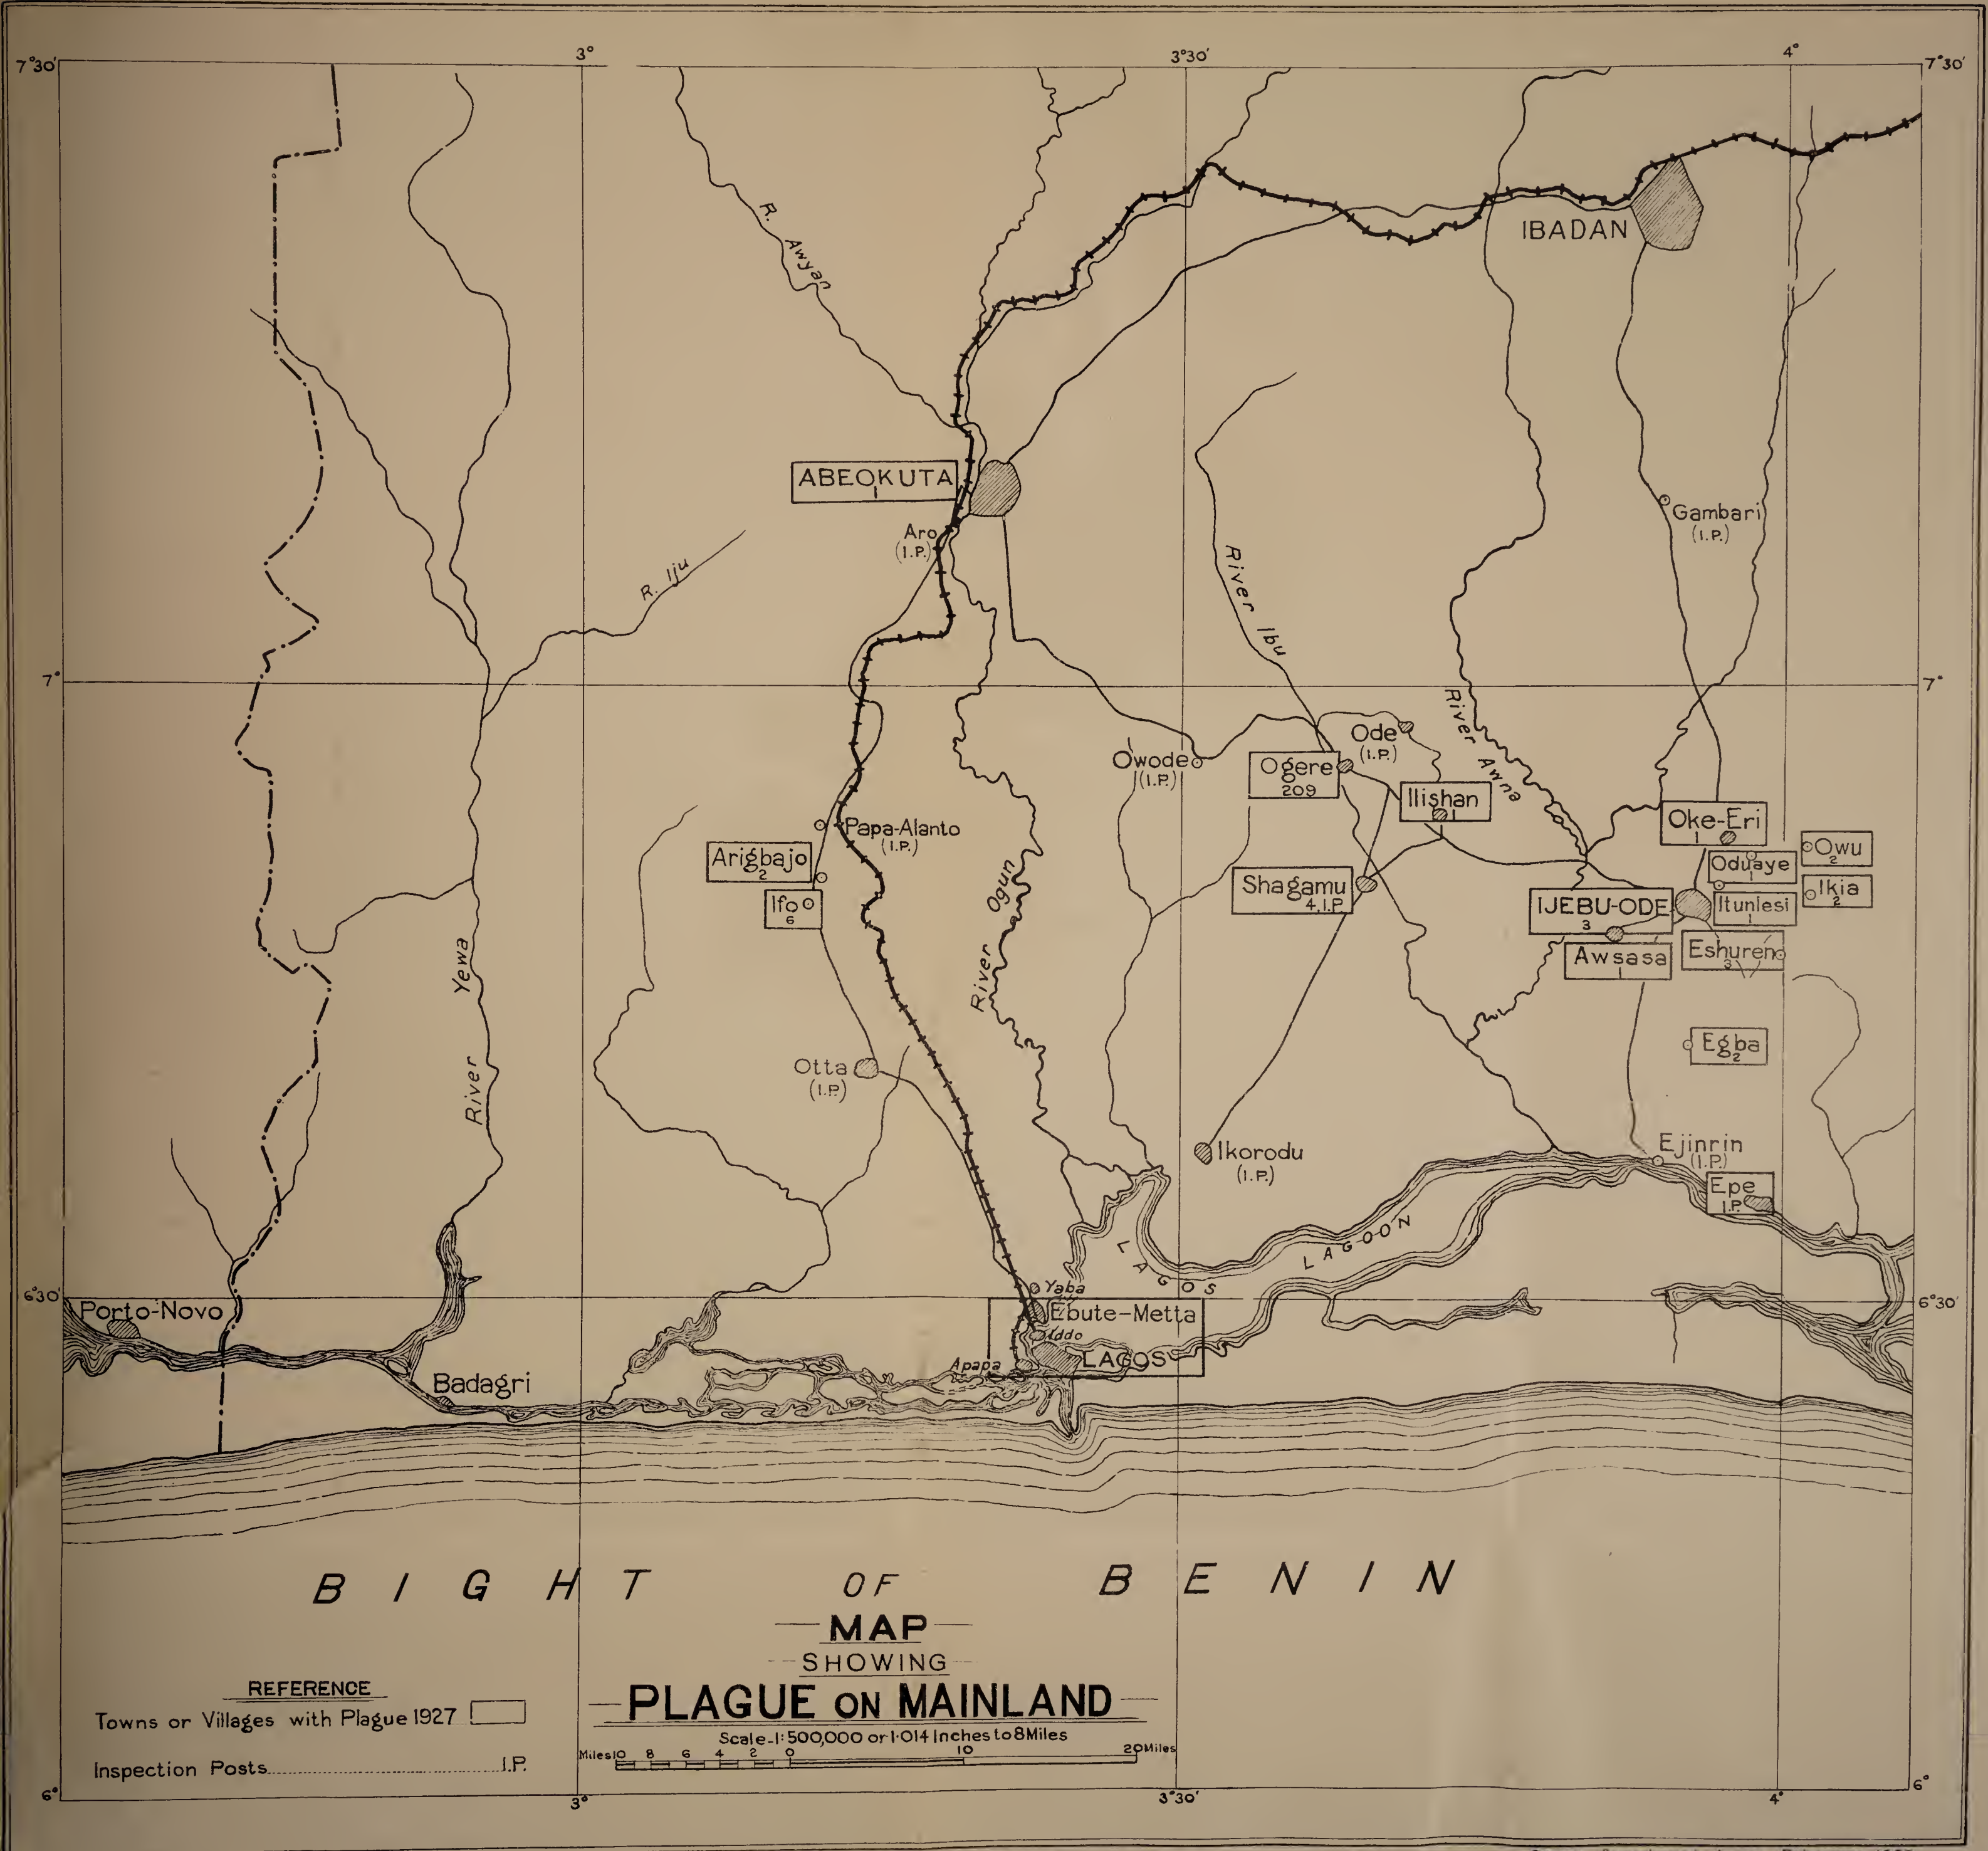 3°
3°30'
4°
7°30'
7°30'
R. Awyan
IBADAN
ABEOKUTA
1
Aro
(I.P.)
Gambari
(I.P.)
R. Iju
River Ibu
7°
7°
River Awna
Ode
(I.P.)
Owode
(I.P.)
Ogere
209
Ilishan
1
Oke-Eri
1
Papa-Alanto
(I.P.)
Arigbajo
2
Ifo
6
Oduaye
1
Owu
2
Shagamu
4, I.P.
IJEBU-ODE
3
Itunlesi
1
Ikia
2
Awsasa
1
Eshuren
3
River Ogun
River Yewa
Egba
2
Otta
(I.P.)
Ikorodu
(I.P.)
Ejinrin
(I.P.)
Epe
I.P.
LAGOS LAGOON
6°30'
6°30'
Porto-Novo
Yaba
Ebute-Metta
Iddo
Apapa
LAGOS
Badagri
BIGHT OF BENIN
MAP
SHOWING
PLAGUE ON MAINLAND
Scale-1:500,000 or 1·014 Inches to 8 Miles
Miles 10 8 6 4 2 0 10 20 Miles
REFERENCE
Towns or Villages with Plague 1927
Inspection Posts I.P.
6°
6°
3°
3°30'
4°